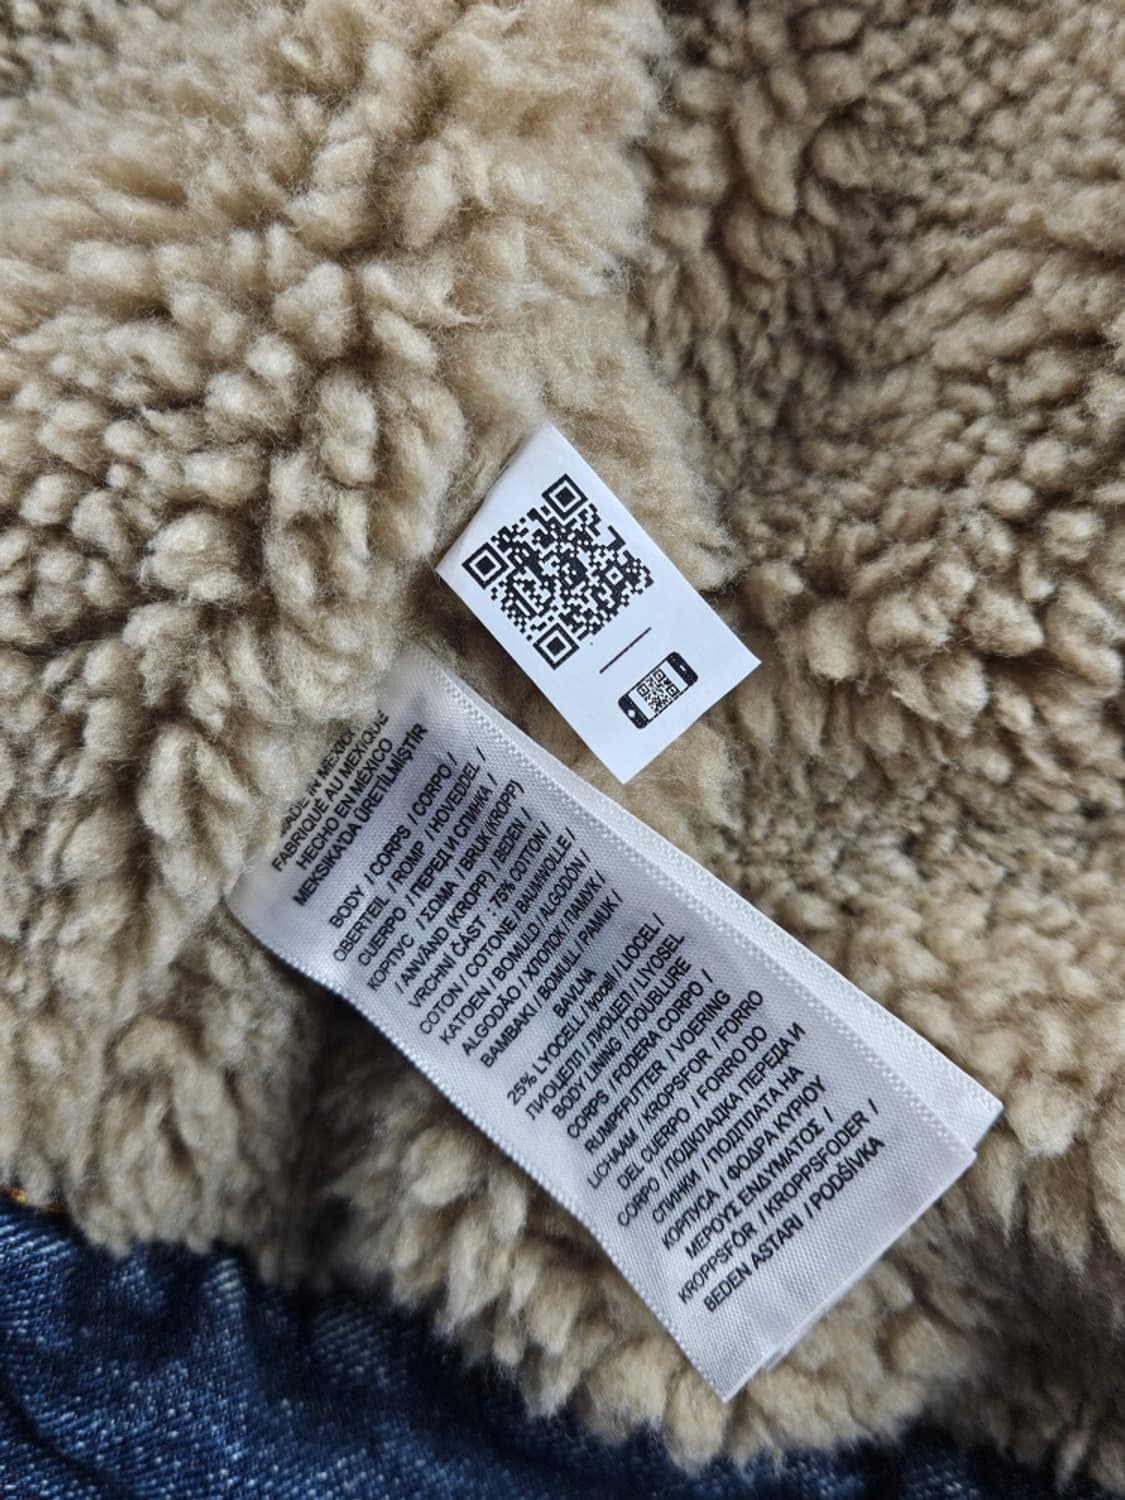 MADE IN MEXICO
FABRIQUÉ AU MEXIQUE
HECHO EN MÉXICO
MEKSİKA'DA ÜRETİLMİŞTİR
BODY / CORPS / CORPO /
OBERTEIL / ROMP / HOVEDDEL /
CUERPO / ПЕРЕД И СПИНКА /
КОРПУС / ΣΩΜΑ / BRUK (KROPP)
/ ANVÄND (KROPP) / BEDEN /
VRCHNÍ ČÁST : 75% COTTON /
COTON / COTONE / BAUMWOLLE /
KATOEN / BOMULD / ALGODÓN /
ALGODÃO / ХЛОПОК / ПАМУК /
BAMBAKI / BOMULL / PAMUK /
BAVLNA
25% LYOCELL / lyocell / LIOCEL /
ЛИОЦЕЛЛ / ЛИОЦЕЛ / LİYOSEL
BODY LINING / DOUBLURE
CORPS / FODERA CORPO /
RUMPFFUTTER / VOERING
LICHAAM / KROPSFOR / FORRO
DEL CUERPO / FORRO DO
CORPO / ПОДКЛАДКА ПЕРЕДА И
СПИНКИ / ПОДПЛАТА НА
КОРПУСА / ΦΟΔΡΑ ΚΥΡΙΟΥ
ΜΕΡΟΥΣ ΕΝΔΥΜΑΤΟΣ /
KROPPSFÔR / KROPPSFODER /
BEDEN ASTARI / PODŠÍVKA